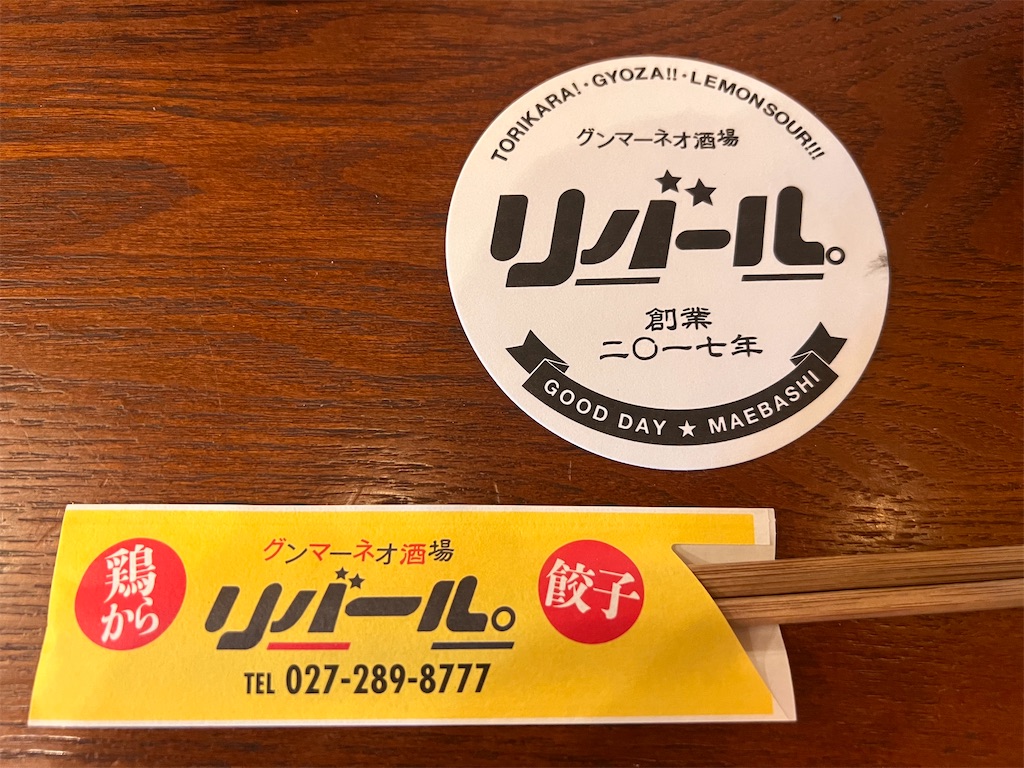 TORIKARA!・GYOZA!!・LEMONSOUR!!!
グンマーネオ酒場
リバール。
創業
二〇一七年
GOOD DAY ★ MAEBASHI
鶏
から
グンマーネオ酒場
リバール。
TEL 027-289-8777
餃子